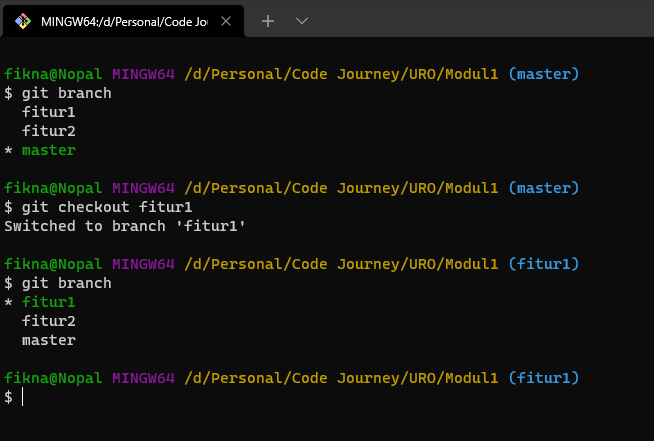 MINGW64:/d/Personal/Code Jou
fikna@Nopal MINGW64 /d/Personal/Code Journey/URO/Modul1 (master)
$ git branch
  fitur1
  fitur2
* master
fikna@Nopal MINGW64 /d/Personal/Code Journey/URO/Modul1 (master)
$ git checkout fitur1
Switched to branch 'fitur1'
fikna@Nopal MINGW64 /d/Personal/Code Journey/URO/Modul1 (fitur1)
$ git branch
* fitur1
  fitur2
  master
fikna@Nopal MINGW64 /d/Personal/Code Journey/URO/Modul1 (fitur1)
$